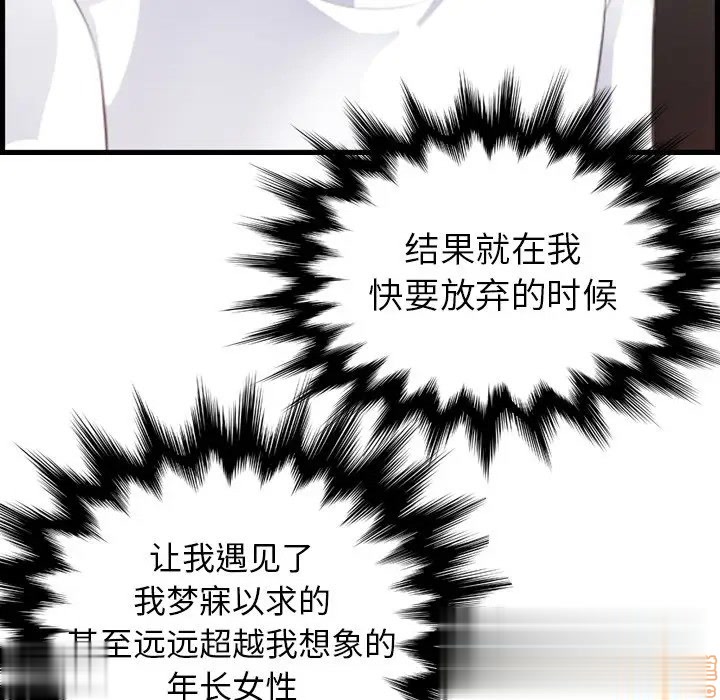 结果就在我
快要放弃的时候
让我遇见了
我梦寐以求的
甚至远远超越我想象的
年长女性